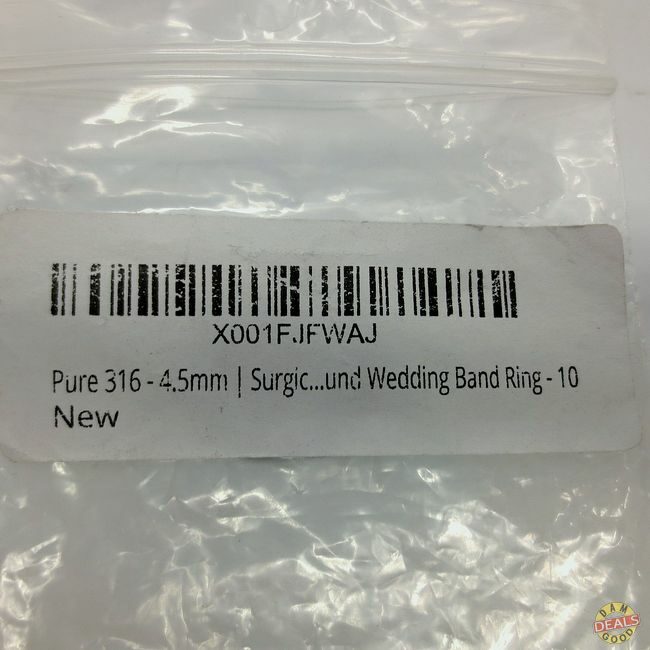 X001FJFWAJ
Pure 316 - 4.5mm | Surgic...und Wedding Band Ring - 10
New
DAM
DEALS
GOOD